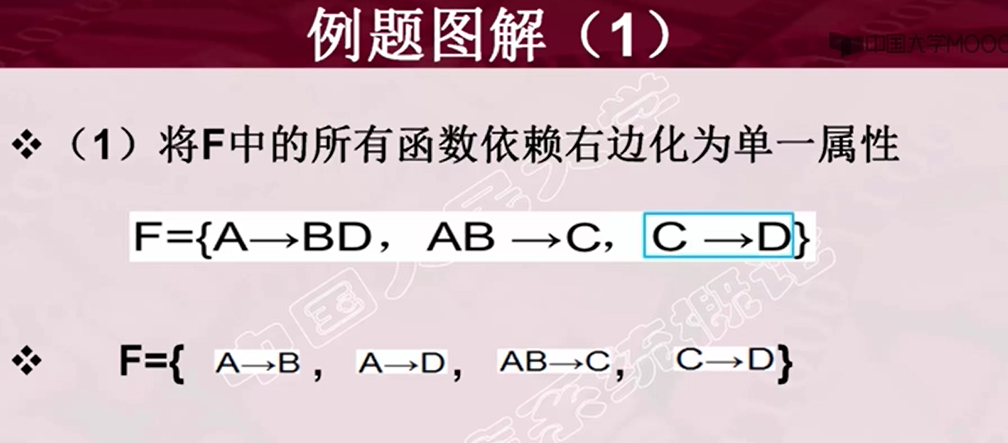 例题图解（1）
中国大学MOOC
❖（1）将F中的所有函数依赖右边化为单一属性
F={A→BD，AB →C，C →D}
❖ F={ A→B，A→D，AB→C，C→D}